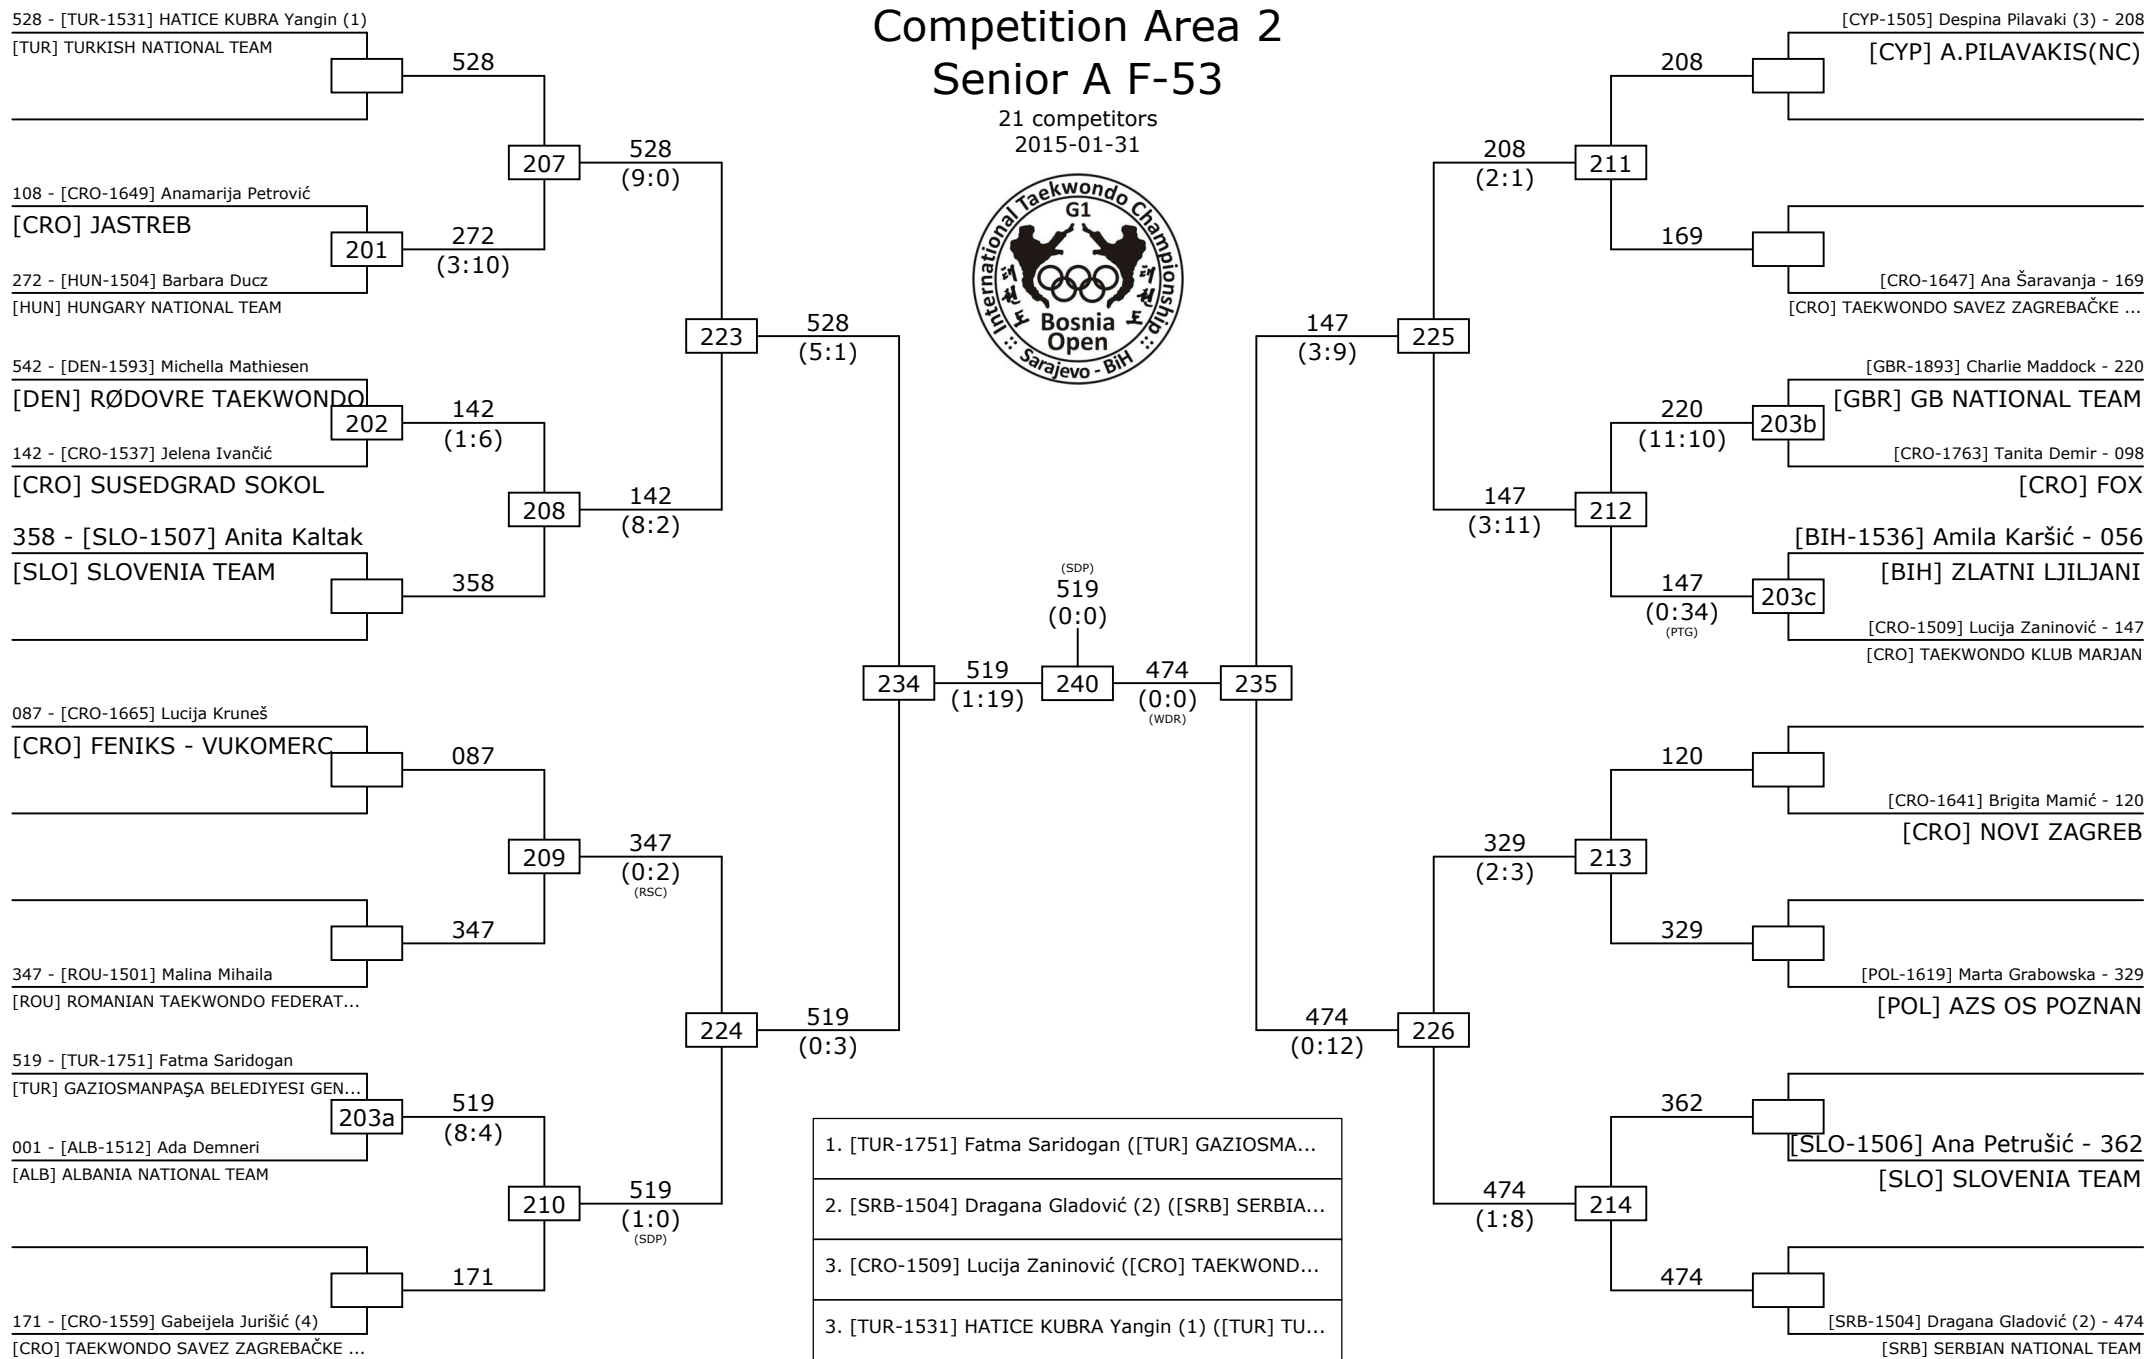 Competition Area 2
Senior A F-53
21 competitors
2015-01-31
International Taekwondo Championship
G1
Bosnia
Open
:: Sarajevo - BiH ::
528 - [TUR-1531] HATICE KUBRA Yangin (1)
[TUR] TURKISH NATIONAL TEAM
528
207
528
(9:0)
108 - [CRO-1649] Anamarija Petrović
[CRO] JASTREB
201
272
(3:10)
272 - [HUN-1504] Barbara Ducz
[HUN] HUNGARY NATIONAL TEAM
223
528
(5:1)
542 - [DEN-1593] Michella Mathiesen
[DEN] RØDOVRE TAEKWONDO
202
142
(1:6)
142 - [CRO-1537] Jelena Ivančić
[CRO] SUSEDGRAD SOKOL
208
142
(8:2)
358 - [SLO-1507] Anita Kaltak
[SLO] SLOVENIA TEAM
358
234
519
(1:19)
087 - [CRO-1665] Lucija Kruneš
[CRO] FENIKS - VUKOMERC
087
209
347
(0:2)
(RSC)
347
347 - [ROU-1501] Malina Mihaila
[ROU] ROMANIAN TAEKWONDO FEDERAT...
224
519
(0:3)
519 - [TUR-1751] Fatma Saridogan
[TUR] GAZIOSMANPAŞA BELEDIYESI GEN...
203a
519
(8:4)
001 - [ALB-1512] Ada Demneri
[ALB] ALBANIA NATIONAL TEAM
210
519
(1:0)
(SDP)
171
171 - [CRO-1559] Gabeijela Jurišić (4)
[CRO] TAEKWONDO SAVEZ ZAGREBAČKE ...
(SDP)
519
(0:0)
240
474
(0:0)
(WDR)
235
[CYP-1505] Despina Pilavaki (3) - 208
[CYP] A.PILAVAKIS(NC)
208
208
(2:1)
211
169
[CRO-1647] Ana Šaravanja - 169
[CRO] TAEKWONDO SAVEZ ZAGREBAČKE ...
147
(3:9)
225
[GBR-1893] Charlie Maddock - 220
[GBR] GB NATIONAL TEAM
220
(11:10)
203b
[CRO-1763] Tanita Demir - 098
[CRO] FOX
147
(3:11)
212
[BIH-1536] Amila Karšić - 056
[BIH] ZLATNI LJILJANI
147
(0:34)
(PTG)
203c
[CRO-1509] Lucija Zaninović - 147
[CRO] TAEKWONDO KLUB MARJAN
120
[CRO-1641] Brigita Mamić - 120
[CRO] NOVI ZAGREB
329
(2:3)
213
329
[POL-1619] Marta Grabowska - 329
[POL] AZS OS POZNAN
474
(0:12)
226
362
[SLO-1506] Ana Petrušić - 362
[SLO] SLOVENIA TEAM
474
(1:8)
214
474
[SRB-1504] Dragana Gladović (2) - 474
[SRB] SERBIAN NATIONAL TEAM
1. [TUR-1751] Fatma Saridogan ([TUR] GAZIOSMA...
2. [SRB-1504] Dragana Gladović (2) ([SRB] SERBIA...
3. [CRO-1509] Lucija Zaninović ([CRO] TAEKWOND...
3. [TUR-1531] HATICE KUBRA Yangin (1) ([TUR] TU...